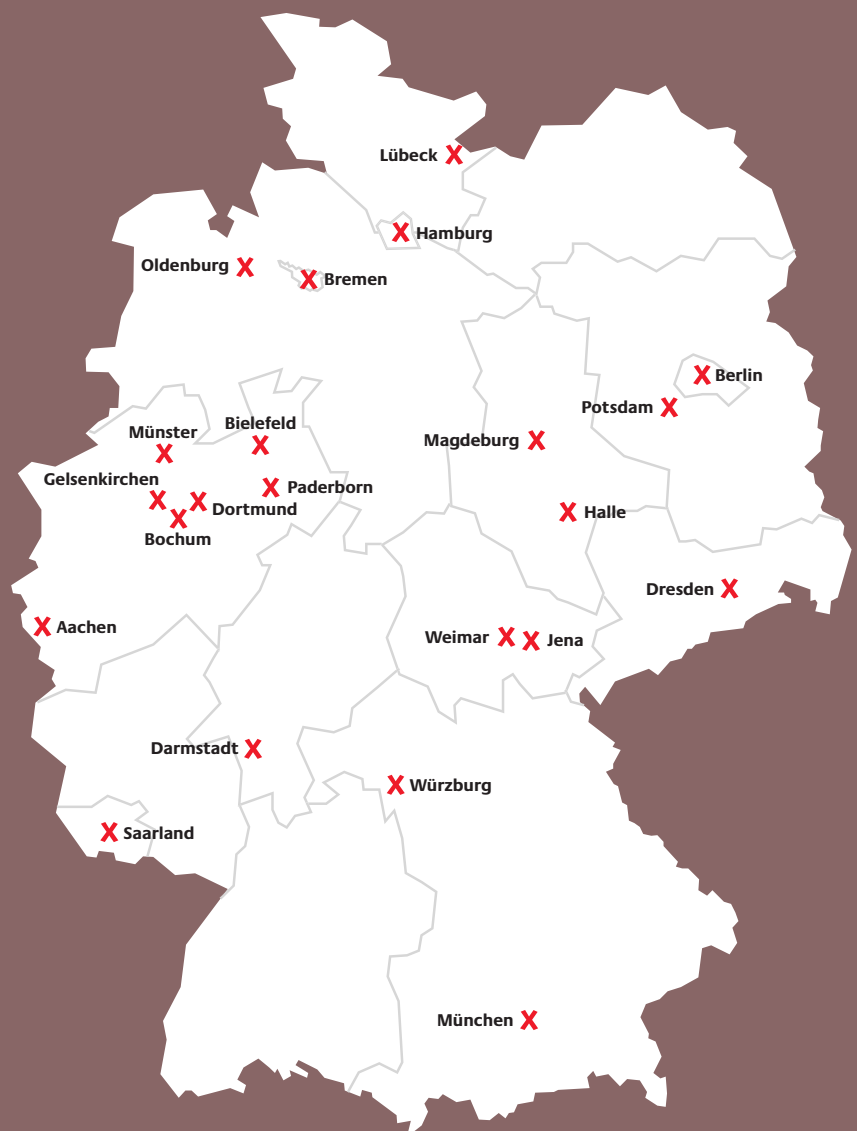 Lübeck
Hamburg
Oldenburg
Bremen
Berlin
Potsdam
Bielefeld
Münster
Magdeburg
Gelsenkirchen
Paderborn
Dortmund
Halle
Bochum
Dresden
Aachen
Weimar
Jena
Darmstadt
Würzburg
Saarland
München